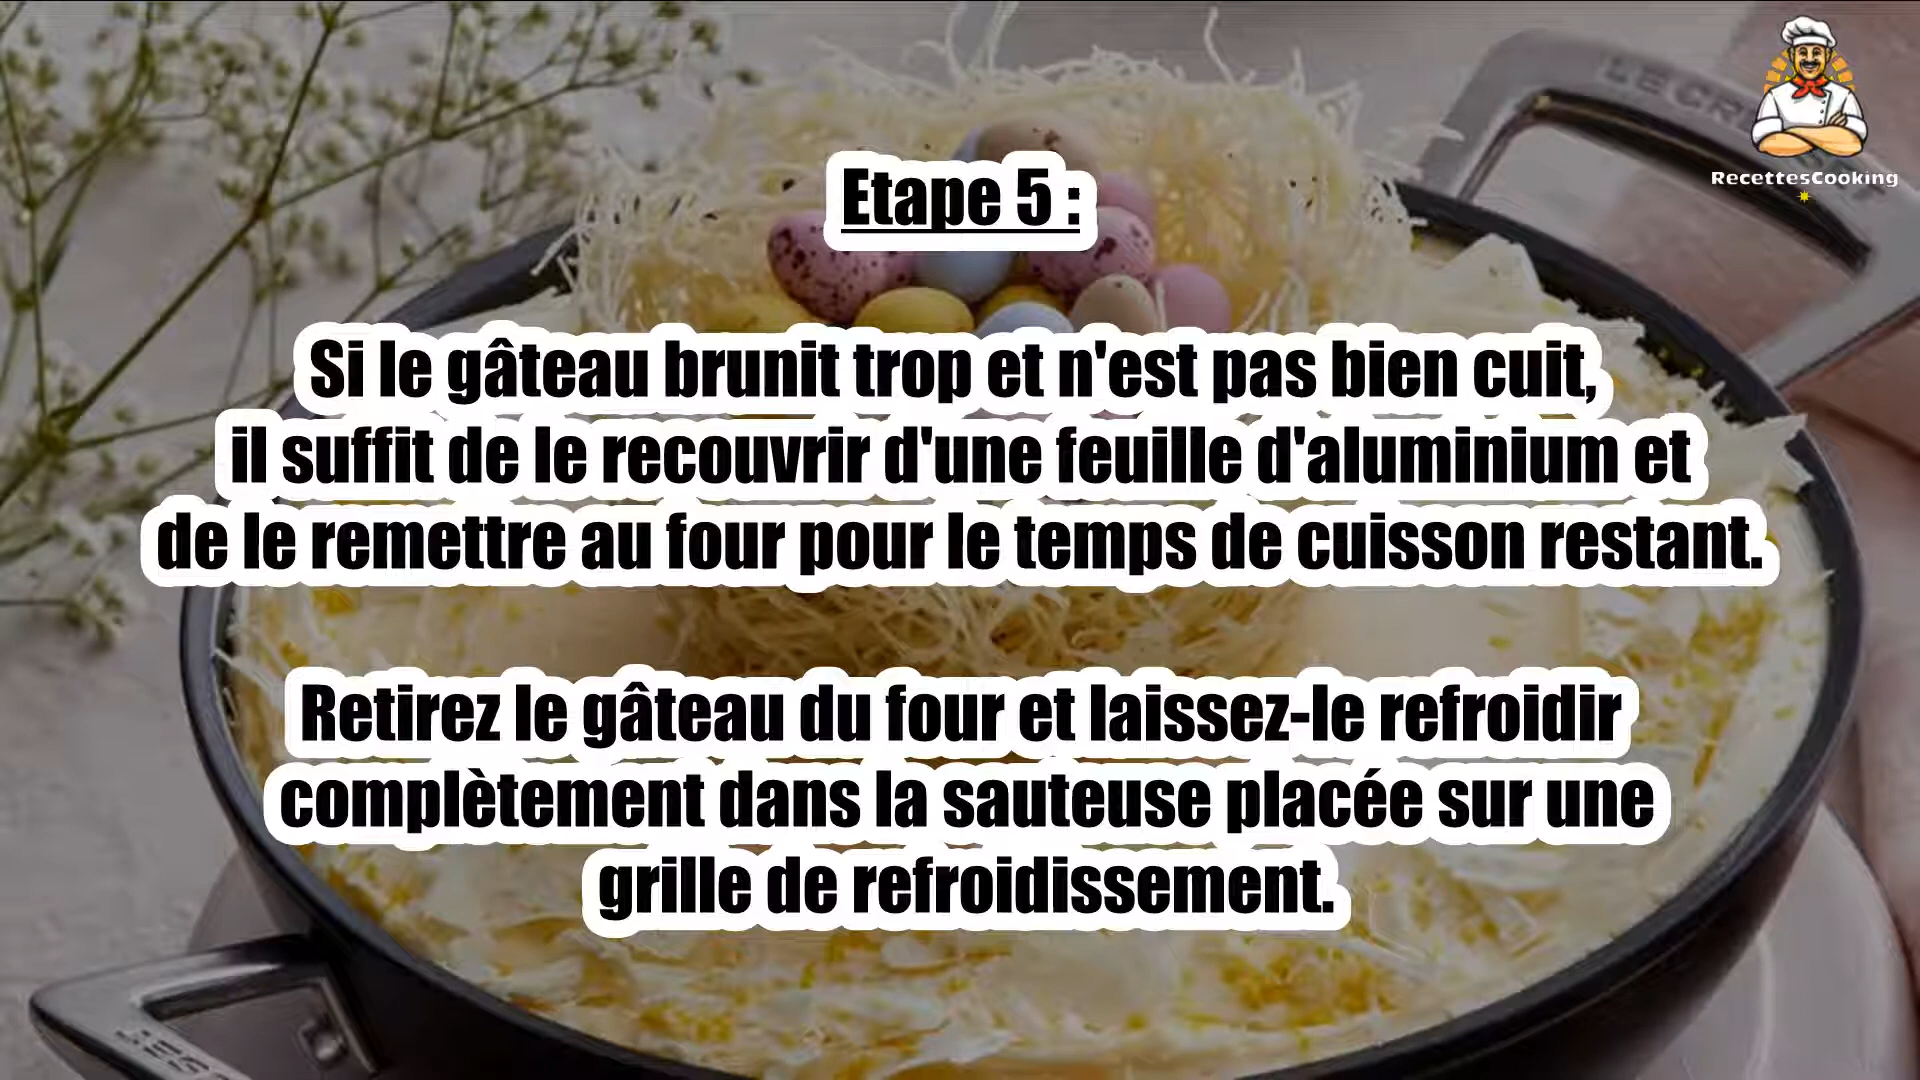 RecettesCooking
Etape 5 :
Si le gâteau brunit trop et n'est pas bien cuit,
il suffit de le recouvrir d'une feuille d'aluminium et
de le remettre au four pour le temps de cuisson restant.
Retirez le gâteau du four et laissez-le refroidir
complètement dans la sauteuse placée sur une
grille de refroidissement.